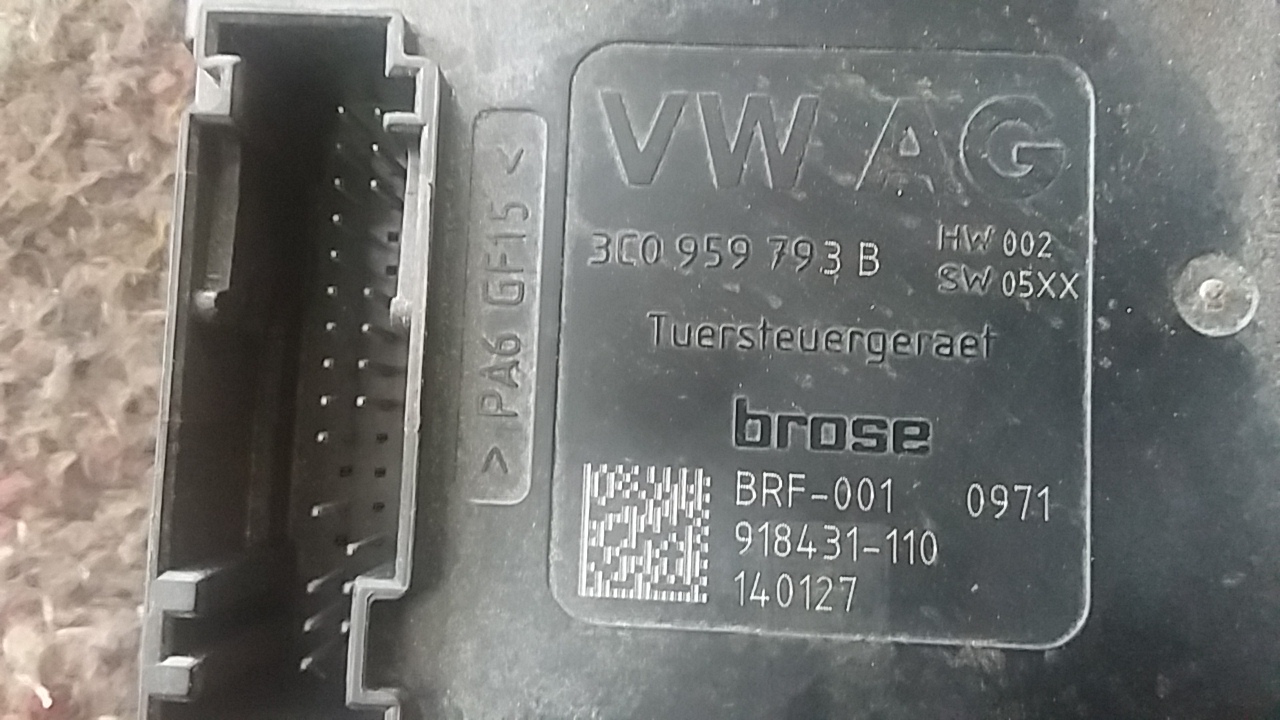 VW AG
3C0 959 793 B
HW 002
SW 05XX
Tuersteuergeraet
brose
BRF-001 0971
918431-110
140127
> PA6 GF15 <